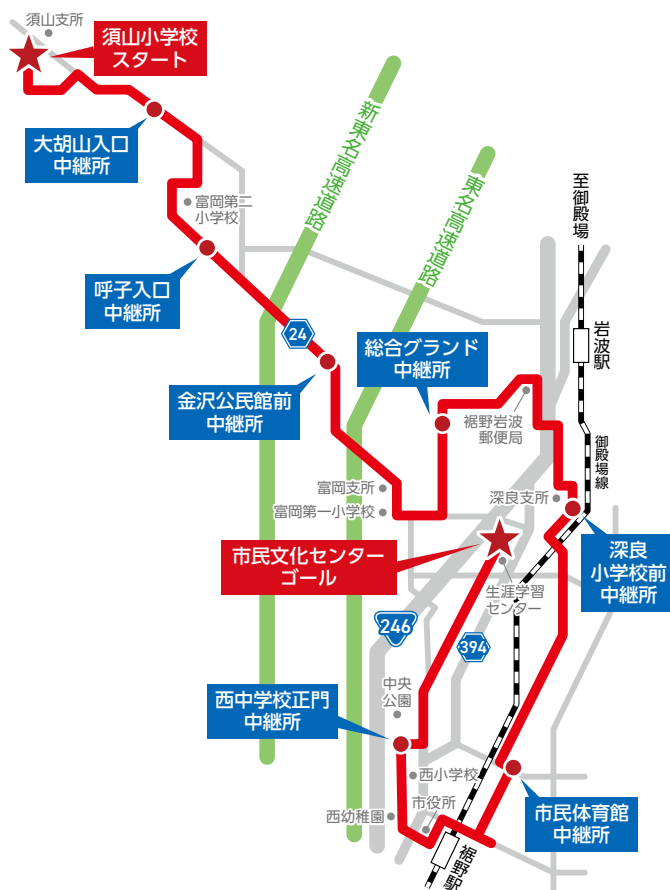 須山支所
須山小学校
スタート
大胡山入口
中継所
新東名高速道路
東名高速道路
至御殿場
富岡第二
小学校
呼子入口
中継所
24
岩波駅
総合グランド
中継所
金沢公民館前
中継所
裾野岩波
郵便局
御殿場線
富岡支所
深良支所
富岡第一小学校
市民文化センター
ゴール
深良
小学校前
中継所
生涯学習
センター
246
394
中央
公園
西中学校正門
中継所
西小学校
市役所
西幼稚園
市民体育館
中継所
裾野駅